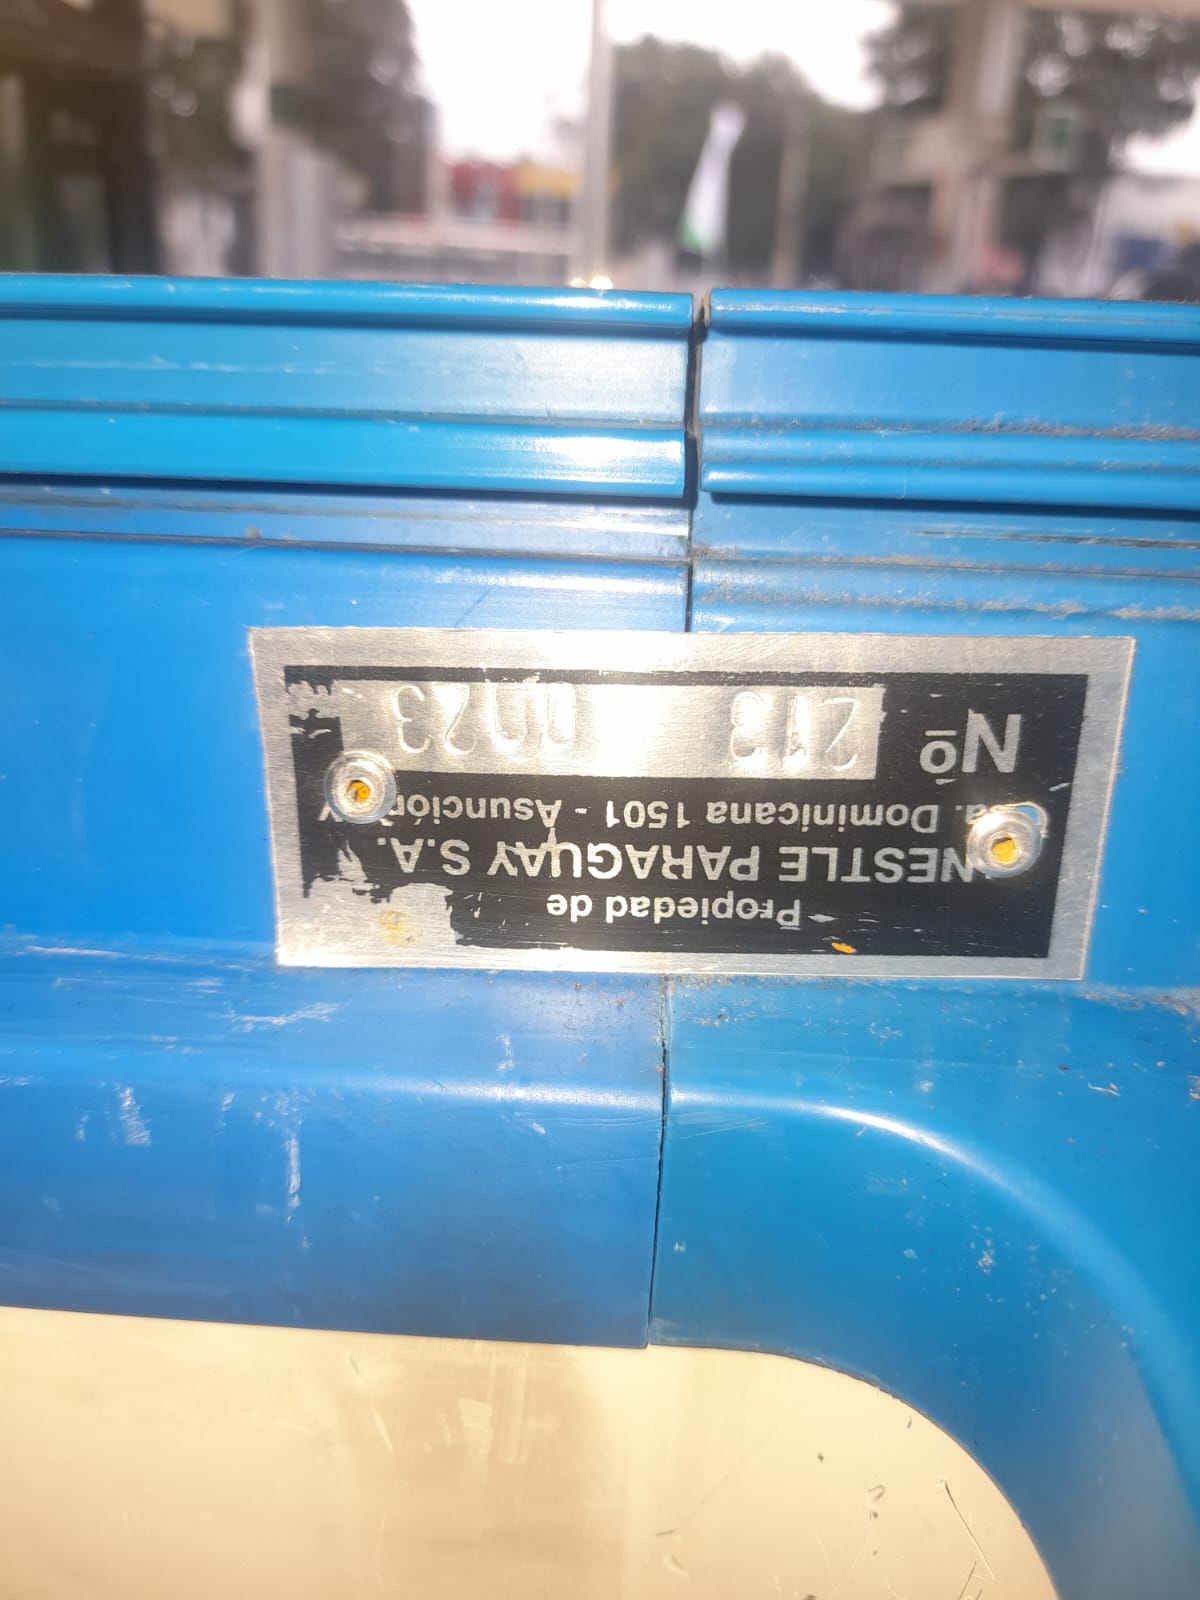 Propiedad de
NESTLE PARAGUAY S.A.
a. Dominicana 1501 - Asunción
Nº 213 0023